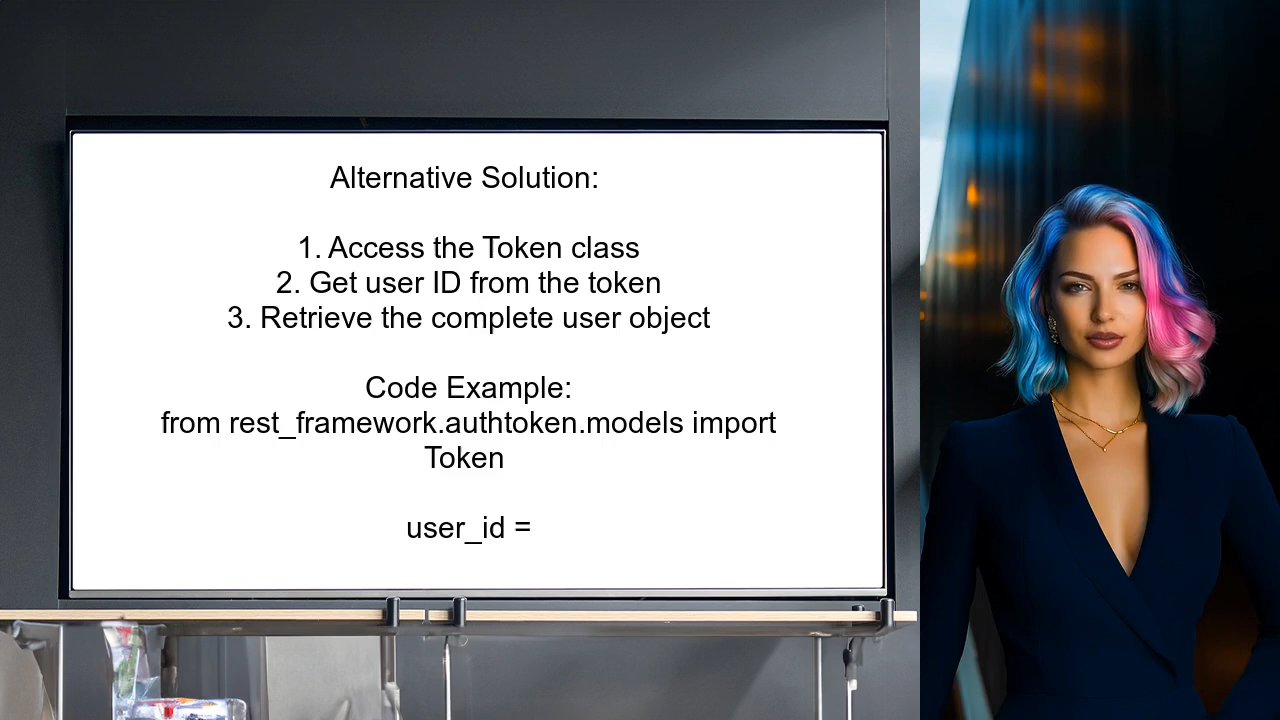 Alternative Solution:
1. Access the Token class
2. Get user ID from the token
3. Retrieve the complete user object
Code Example:
from rest_framework.authtoken.models import
Token
user_id =